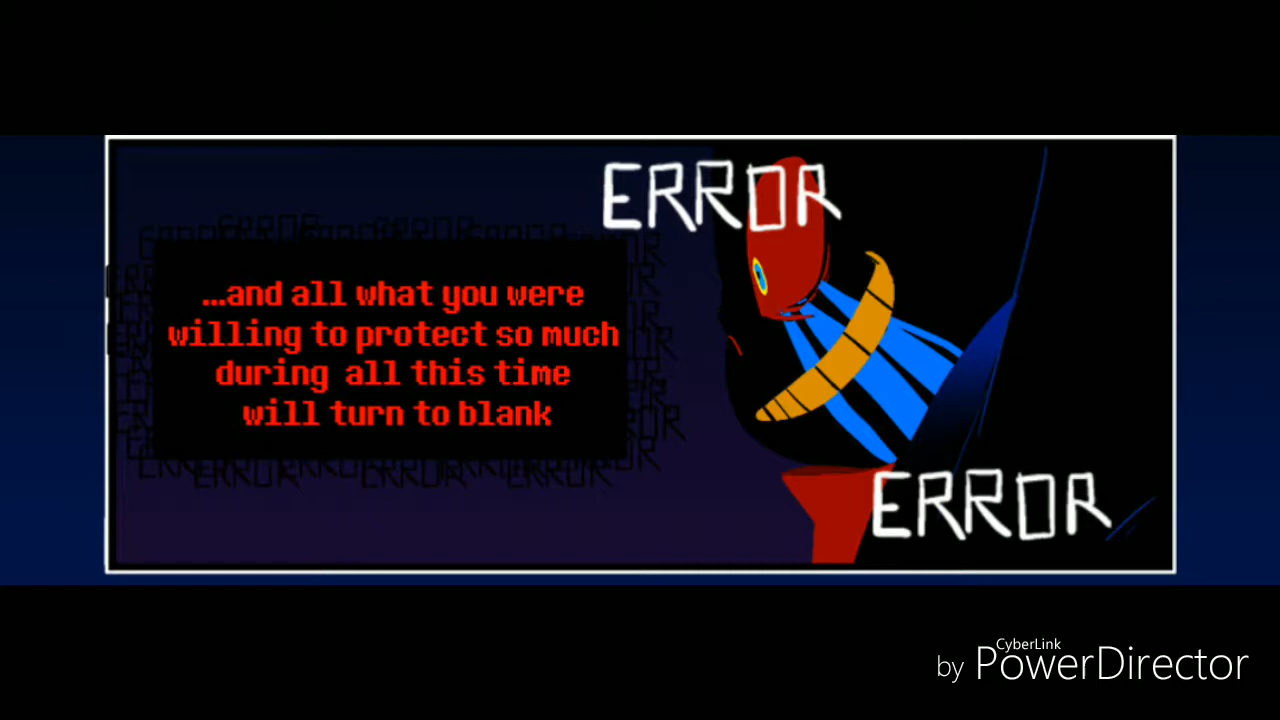 ERROR
...and all what you were
willing to protect so much
during all this time
will turn to blank
ERROR
CyberLink
by PowerDirector